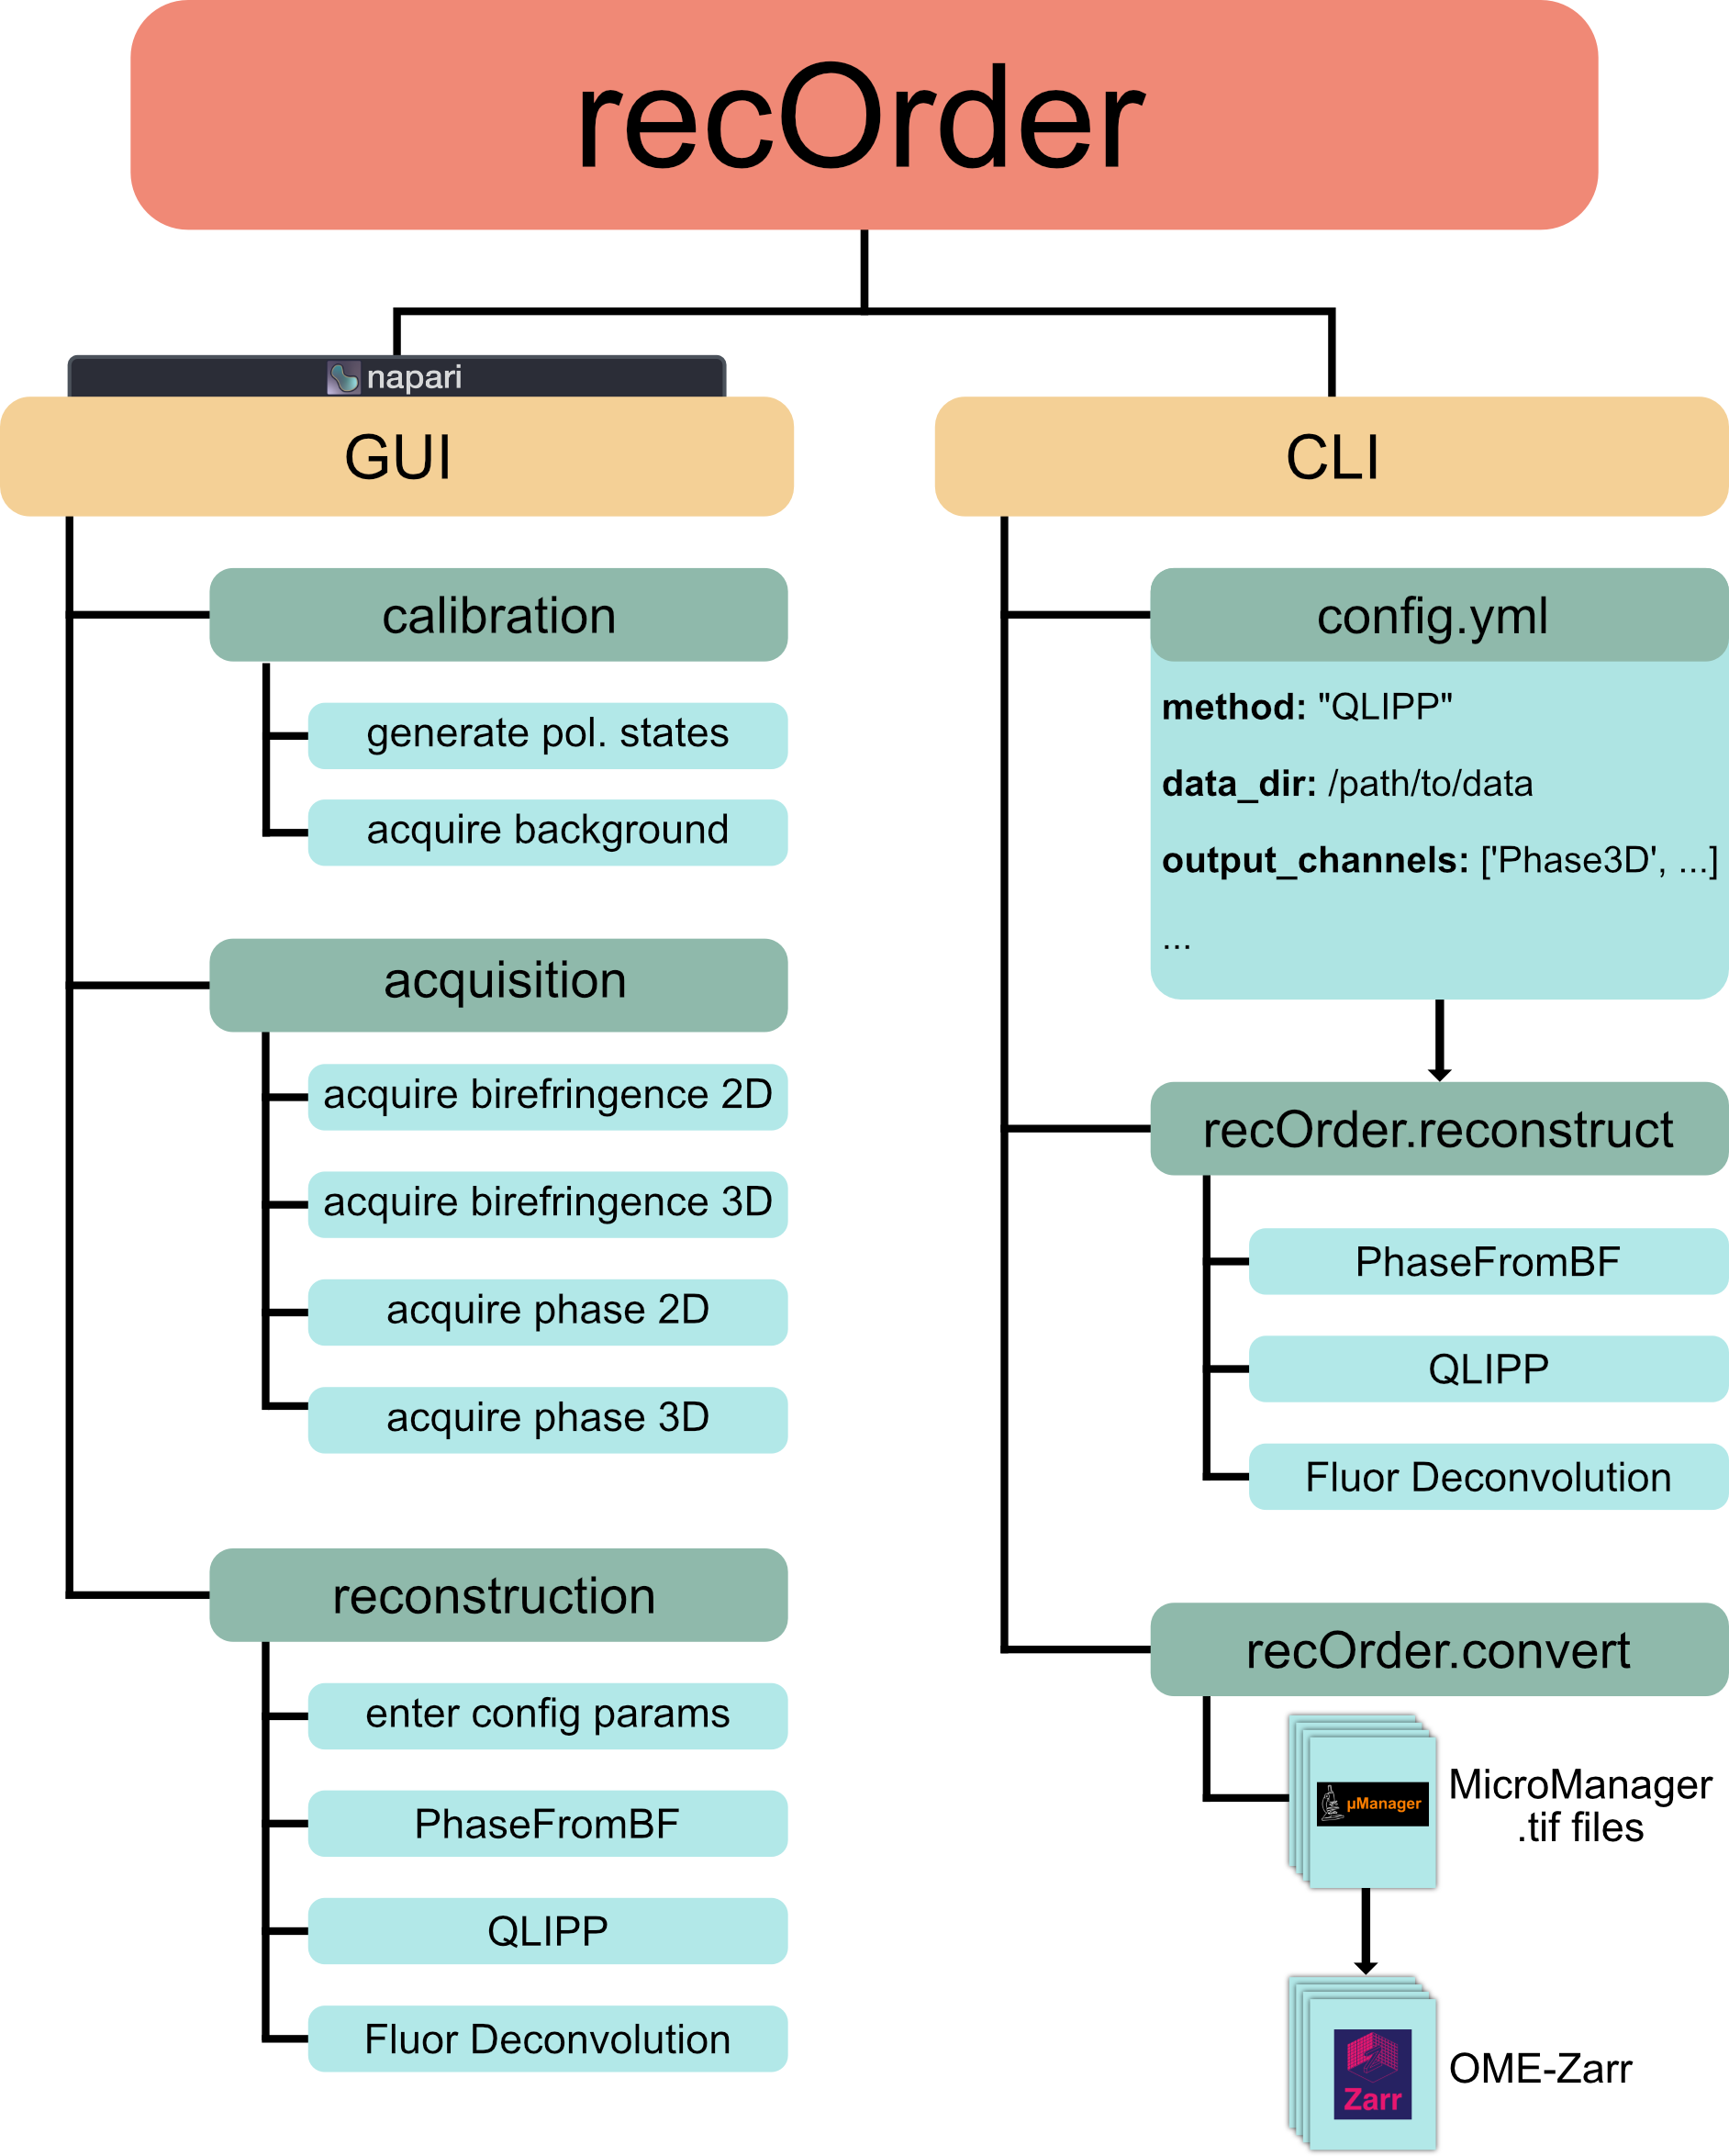 recOrder
napari
GUI
calibration
generate pol. states
acquire background
acquisition
acquire birefringence 2D
acquire birefringence 3D
acquire phase 2D
acquire phase 3D
reconstruction
enter config params
PhaseFromBF
QLIPP
Fluor Deconvolution
CLI
config.yml
method: "QLIPP"
data_dir: /path/to/data
output_channels: ['Phase3D', ...]
...
recOrder.reconstruct
PhaseFromBF
QLIPP
Fluor Deconvolution
recOrder.convert
µManager
MicroManager
.tif files
Zarr
OME-Zarr